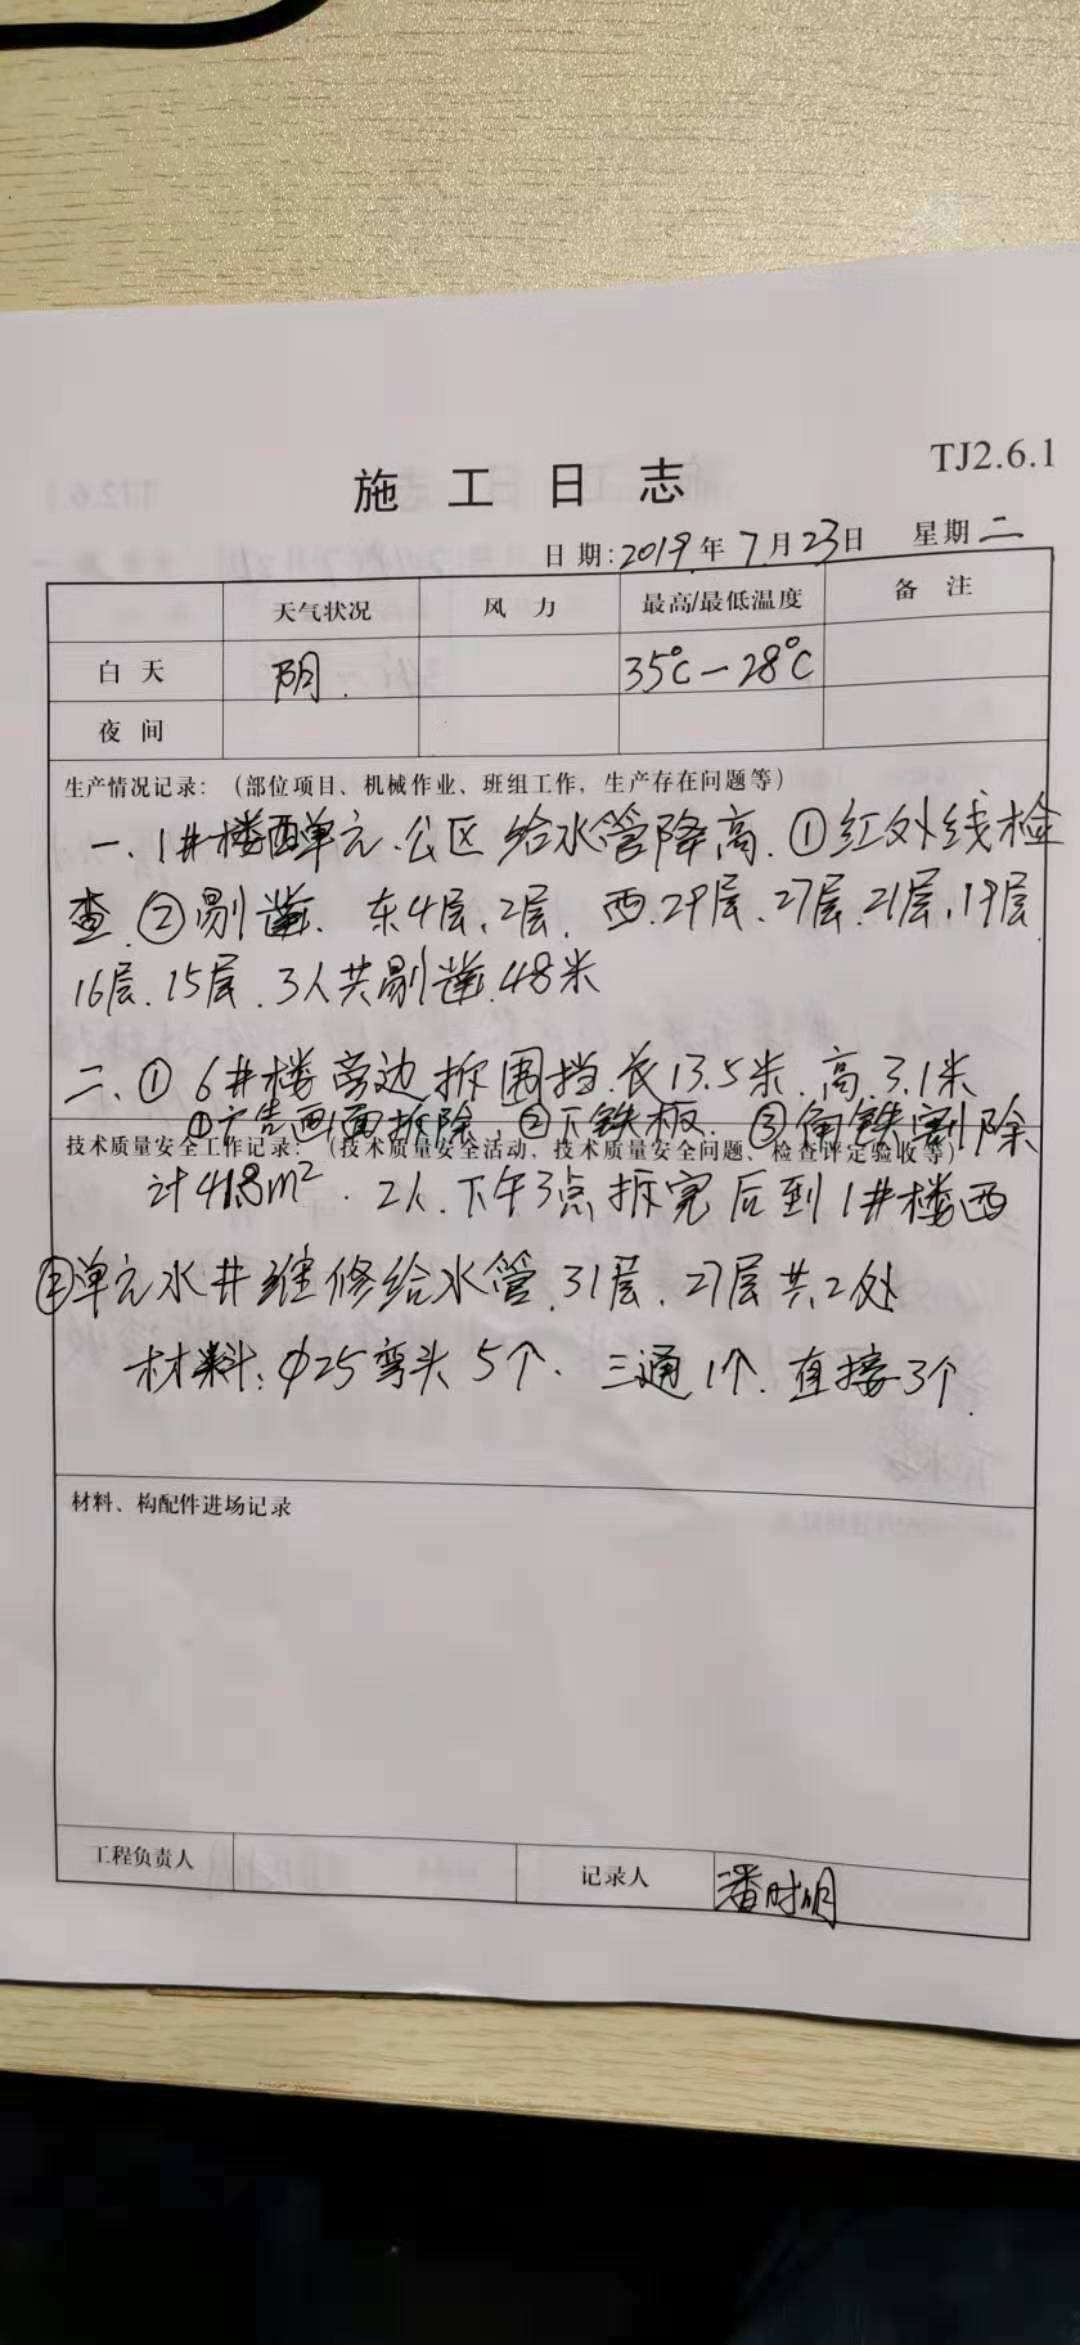 TJ2.6.1
施工日志
日期:2019年7月23日 星期二
天气状况 风力 最高/最低温度 备注
白天 阴. 35℃-28℃
夜间
生产情况记录:(部位项目、机械作业、班组工作,生产存在问题等)
一、1#楼西单元、公区给水管降高.①红外线检
查.②剔凿、东4层、2层、西.29层、27层.21层,19层
16层、15层.3人共剔凿.48米
二、①6#楼旁边拆围挡.长13.5米.高.3.1米
①广告画面拆除.②下铁板.③角铁割除
技术质量安全工作记录:(技术质量安全活动、技术质量安全问题、检查评定验收等)
计41.8m².2人.下午3点拆完后到1#楼西
②单元水井维修给水管.31层、27层共2处
材料:φ25弯头5个、三通1个.直接3个.
材料、构配件进场记录
工程负责人 记录人 潘时明